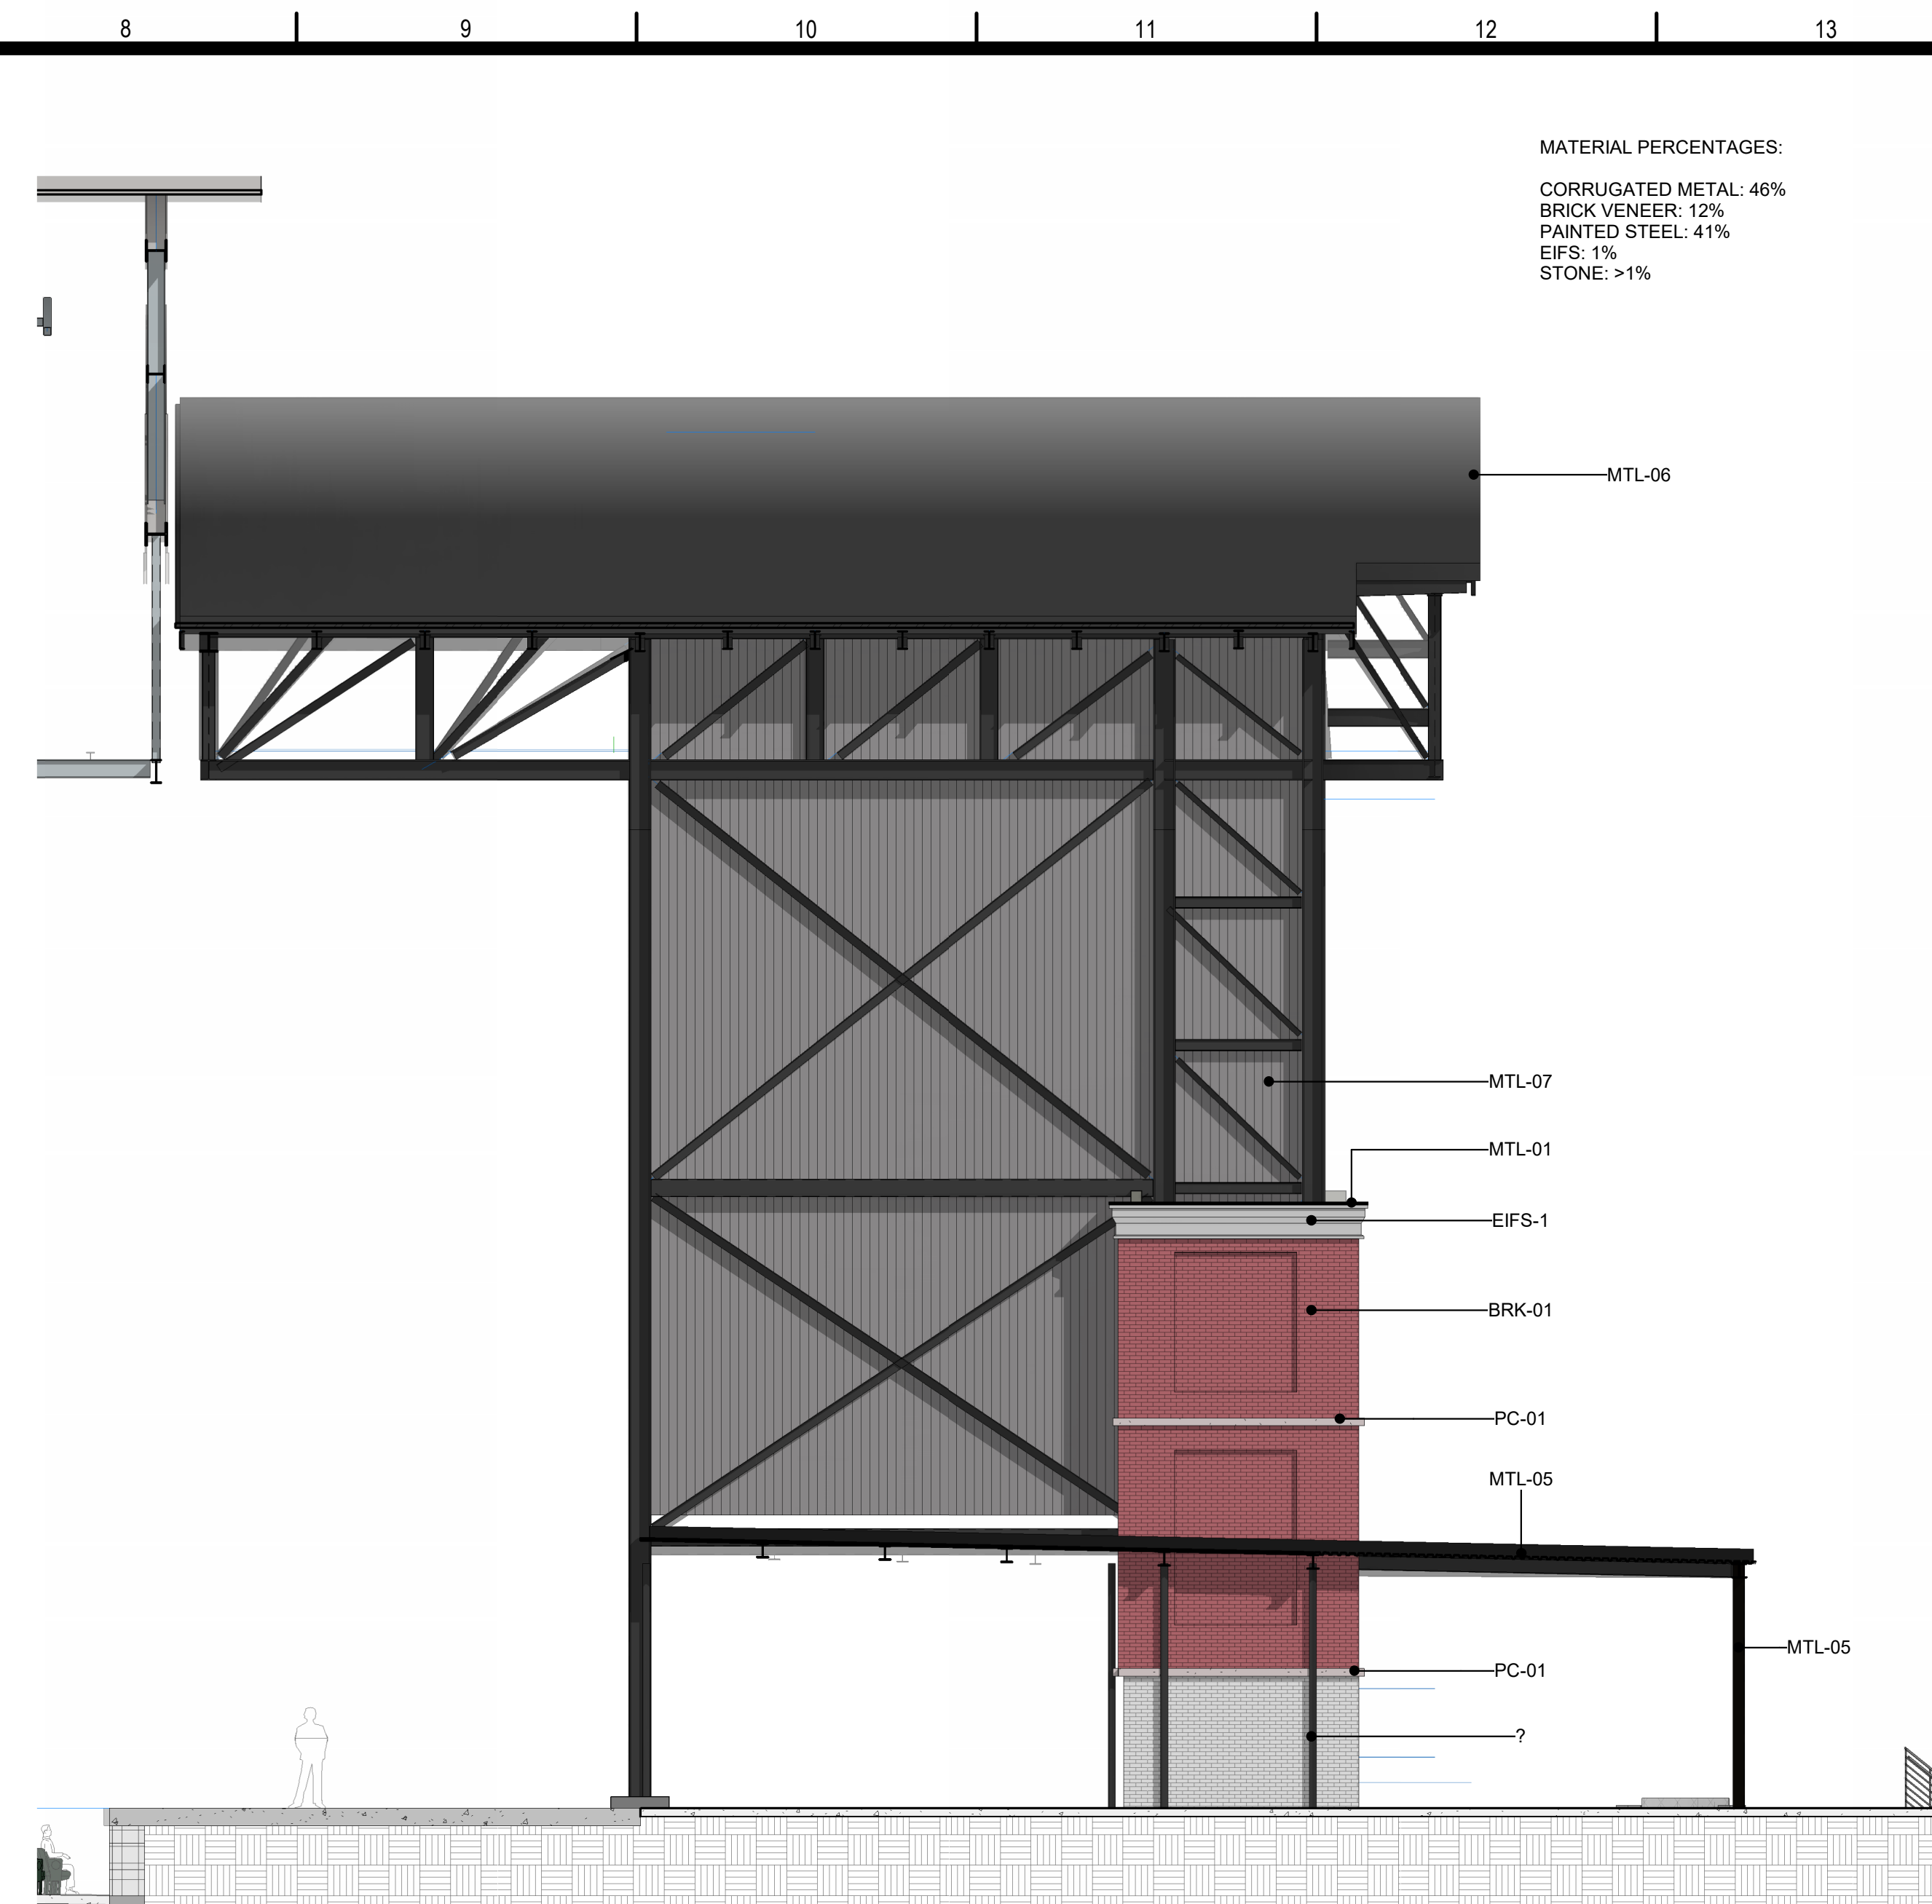 8
9
10
11
12
13
MATERIAL PERCENTAGES:
CORRUGATED METAL: 46%
BRICK VENEER: 12%
PAINTED STEEL: 41%
EIFS: 1%
STONE: >1%
MTL-06
MTL-07
MTL-01
EIFS-1
BRK-01
PC-01
MTL-05
MTL-05
PC-01
?